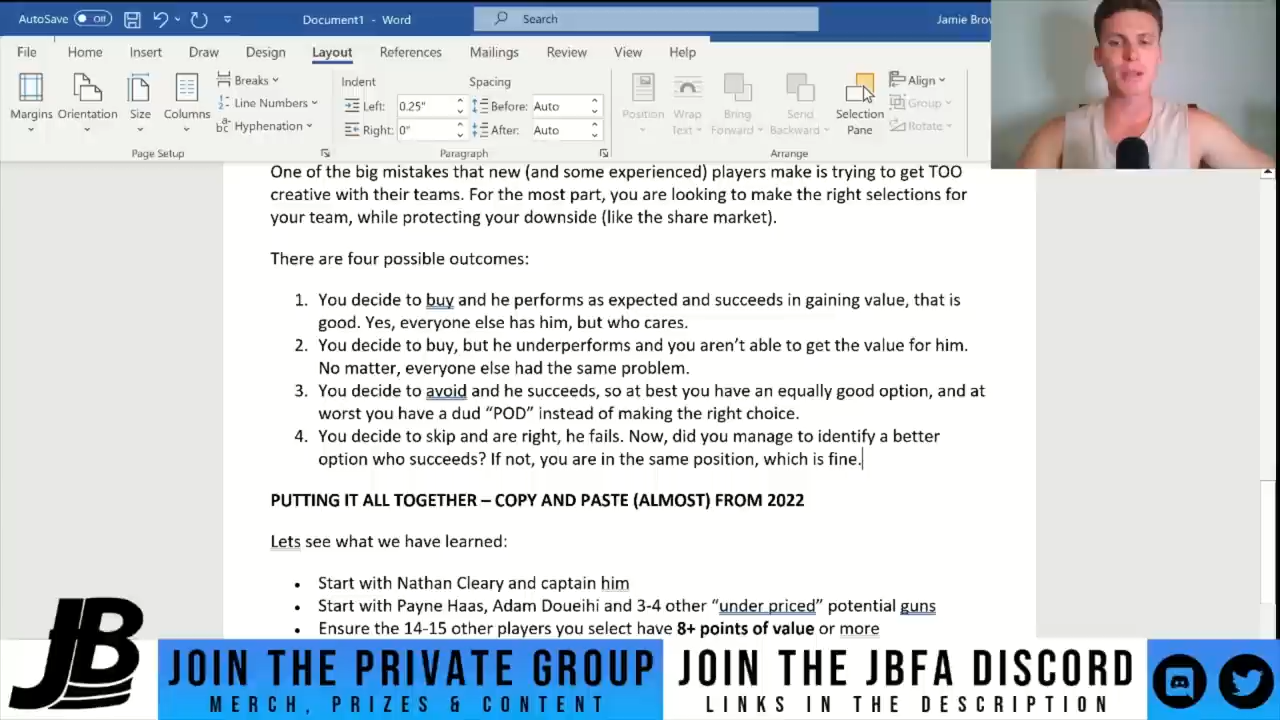 AutoSave Off Document1 - Word Search Jamie Brow
File Home Insert Draw Design Layout References Mailings Review View Help
Margins Orientation Size Columns Breaks Line Numbers Hyphenation
Indent Spacing
Left: 0.25" Before: Auto
Right: 0" After: Auto
Position Wrap Text Bring Forward Send Backward Selection Pane Align Group Rotate
Page Setup Paragraph Arrange
One of the big mistakes that new (and some experienced) players make is trying to get TOO
creative with their teams. For the most part, you are looking to make the right selections for
your team, while protecting your downside (like the share market).
There are four possible outcomes:
1. You decide to buy and he performs as expected and succeeds in gaining value, that is
good. Yes, everyone else has him, but who cares.
2. You decide to buy, but he underperforms and you aren't able to get the value for him.
No matter, everyone else had the same problem.
3. You decide to avoid and he succeeds, so at best you have an equally good option, and at
worst you have a dud “POD” instead of making the right choice.
4. You decide to skip and are right, he fails. Now, did you manage to identify a better
option who succeeds? If not, you are in the same position, which is fine.
PUTTING IT ALL TOGETHER – COPY AND PASTE (ALMOST) FROM 2022
Lets see what we have learned:
• Start with Nathan Cleary and captain him
• Start with Payne Haas, Adam Doueihi and 3-4 other “under priced” potential guns
• Ensure the 14-15 other players you select have 8+ points of value or more
JB
JOIN THE PRIVATE GROUP
MERCH, PRIZES & CONTENT
JOIN THE JBFA DISCORD
LINKS IN THE DESCRIPTION